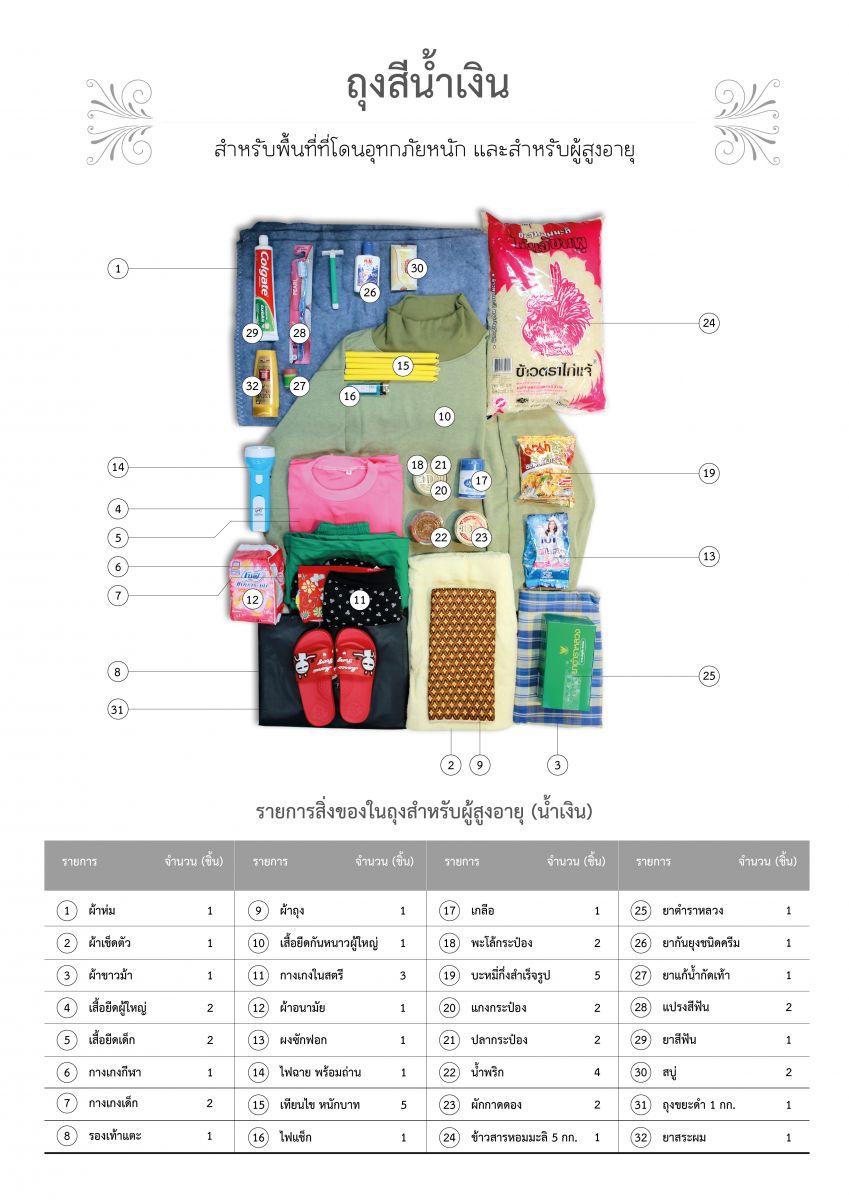 ถุงสีน้ำเงิน
สำหรับพื้นที่ที่โดนอุทกภัยหนัก และสำหรับผู้สูงอายุ
1
29
Colgate
28
26
30
24
ข้าวตราไก่แจ้
32
27
15
16
10
14
18
21
20
17
19
4
5
22
23
13
6
7
12
11
8
31
25
2
9
3
รายการสิ่งของในถุงสำหรับผู้สูงอายุ (น้ำเงิน)
รายการ จำนวน (ชิ้น) รายการ จำนวน (ชิ้น) รายการ จำนวน (ชิ้น) รายการ จำนวน (ชิ้น)
1 ผ้าห่ม 1 9 ผ้าถุง 1 17 เกลือ 1 25 ยาตำราหลวง 1
2 ผ้าเช็ดตัว 1 10 เสื้อยืดกันหนาวผู้ใหญ่ 1 18 พะโล้กระป๋อง 2 26 ยากันยุงชนิดครีม 1
3 ผ้าขาวม้า 1 11 กางเกงในสตรี 3 19 บะหมี่กึ่งสำเร็จรูป 5 27 ยาแก้น้ำกัดเท้า 1
4 เสื้อยืดผู้ใหญ่ 2 12 ผ้าอนามัย 1 20 แกงกระป๋อง 2 28 แปรงสีฟัน 2
5 เสื้อยืดเด็ก 2 13 ผงซักฟอก 1 21 ปลากระป๋อง 2 29 ยาสีฟัน 1
6 กางเกงกีฬา 1 14 ไฟฉาย พร้อมถ่าน 1 22 น้ำพริก 4 30 สบู่ 2
7 กางเกงเด็ก 2 15 เทียนไข หนักบาท 5 23 ผักกาดดอง 2 31 ถุงขยะดำ 1 กก. 1
8 รองเท้าแตะ 1 16 ไฟแช็ก 1 24 ข้าวสารหอมมะลิ 5 กก. 1 32 ยาสระผม 1